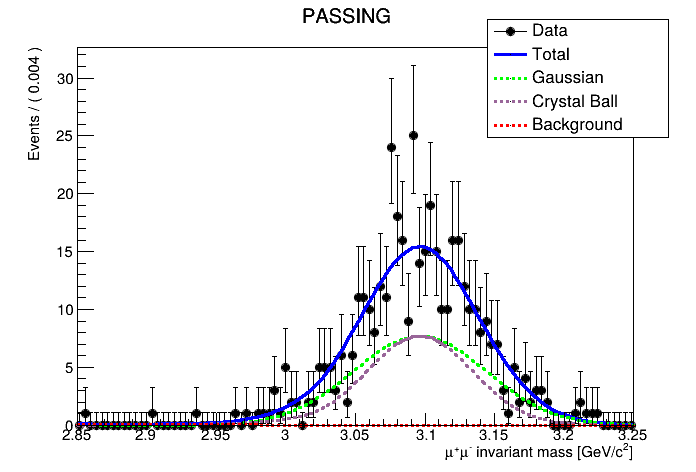 PASSING
Data
Total
Gaussian
Crystal Ball
Background
Events / ( 0.004 )
30
25
20
15
10
5
0
2.85 2.9 2.95 3 3.05 3.1 3.15 3.2 3.25
μ⁺μ⁻ invariant mass [GeV/c²]